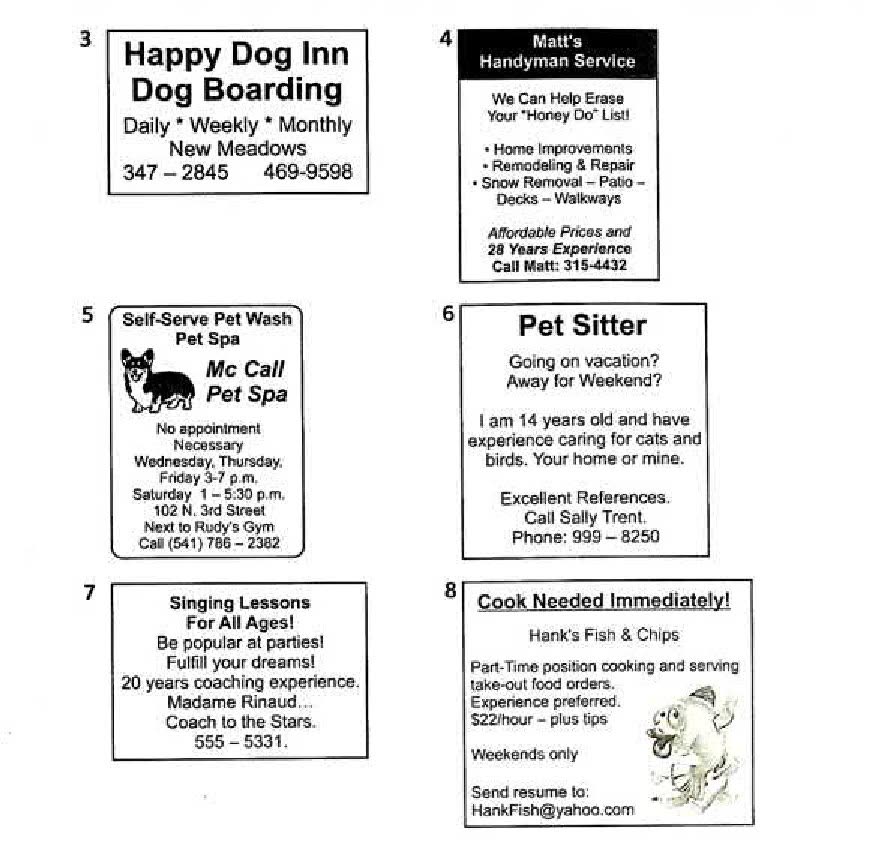 3
Happy Dog Inn
Dog Boarding
Daily * Weekly * Monthly
New Meadows
347 – 2845 469-9598
4
Matt's
Handyman Service
We Can Help Erase
Your "Honey Do" List!
• Home Improvements
• Remodeling & Repair
• Snow Removal – Patio –
Decks – Walkways
Affordable Prices and
28 Years Experience
Call Matt: 315-4432
5
Self-Serve Pet Wash
Pet Spa
Mc Call
Pet Spa
No appointment
Necessary
Wednesday, Thursday,
Friday 3-7 p.m.
Saturday 1 – 5:30 p.m.
102 N. 3rd Street
Next to Rudy's Gym
Call (541) 786 – 2382
6
Pet Sitter
Going on vacation?
Away for Weekend?
I am 14 years old and have
experience caring for cats and
birds. Your home or mine.
Excellent References.
Call Sally Trent.
Phone: 999 – 8250
7
Singing Lessons
For All Ages!
Be popular at parties!
Fulfill your dreams!
20 years coaching experience.
Madame Rinaud...
Coach to the Stars.
555 – 5331.
8
Cook Needed Immediately!
Hank's Fish & Chips
Part-Time position cooking and serving
take-out food orders.
Experience preferred.
$22/hour – plus tips
Weekends only
Send resume to:
HankFish@yahoo.com